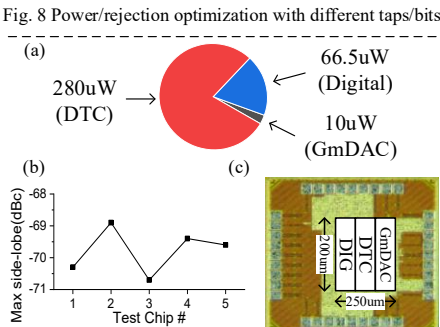 Fig. 8 Power/rejection optimization with different taps/bits
(a)
280uW
(DTC)
66.5uW
(Digital)
10uW
(GmDAC)
(b)
Max side-lobe(dBc)
-68
-69
-70
-71
1 2 3 4 5
Test Chip #
(c)
200um
DIG
DTC
GmDAC
250um